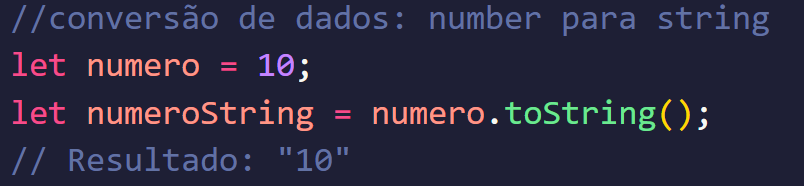 //conversão de dados: number para string
let numero = 10;
let numeroString = numero.toString();
// Resultado: "10"